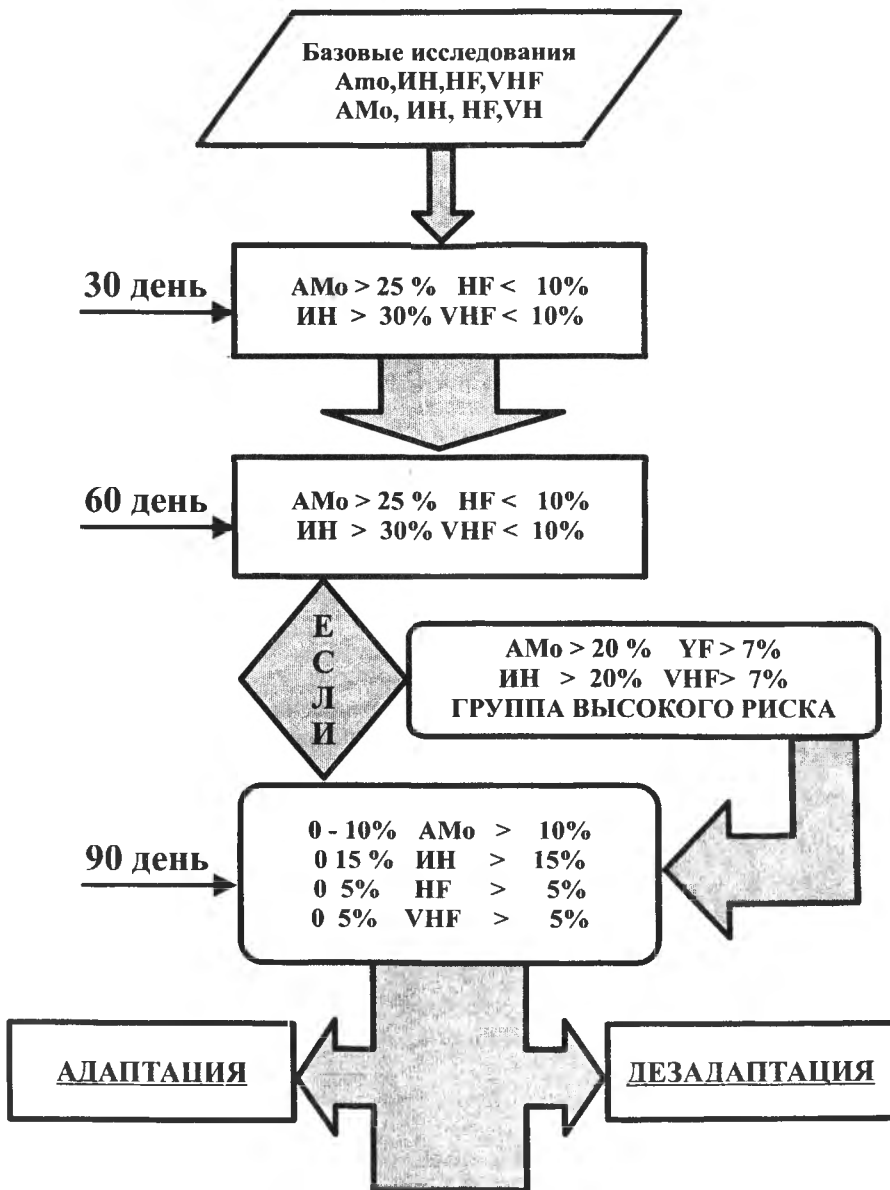 Базовые исследования
Amo,ИН,HF,VHF
AMo, ИН, HF,VH
30 день
AMo > 25 % HF < 10%
ИН > 30% VHF < 10%
60 день
AMo > 25 % HF < 10%
ИН > 30% VHF < 10%
ЕСЛИ
AMo > 20 % YF > 7%
ИН > 20% VHF> 7%
ГРУППА ВЫСОКОГО РИСКА
90 день
0 - 10% AMo > 10%
0 15 % ИН > 15%
0 5% HF > 5%
0 5% VHF > 5%
АДАПТАЦИЯ
ДЕЗАДАПТАЦИЯ